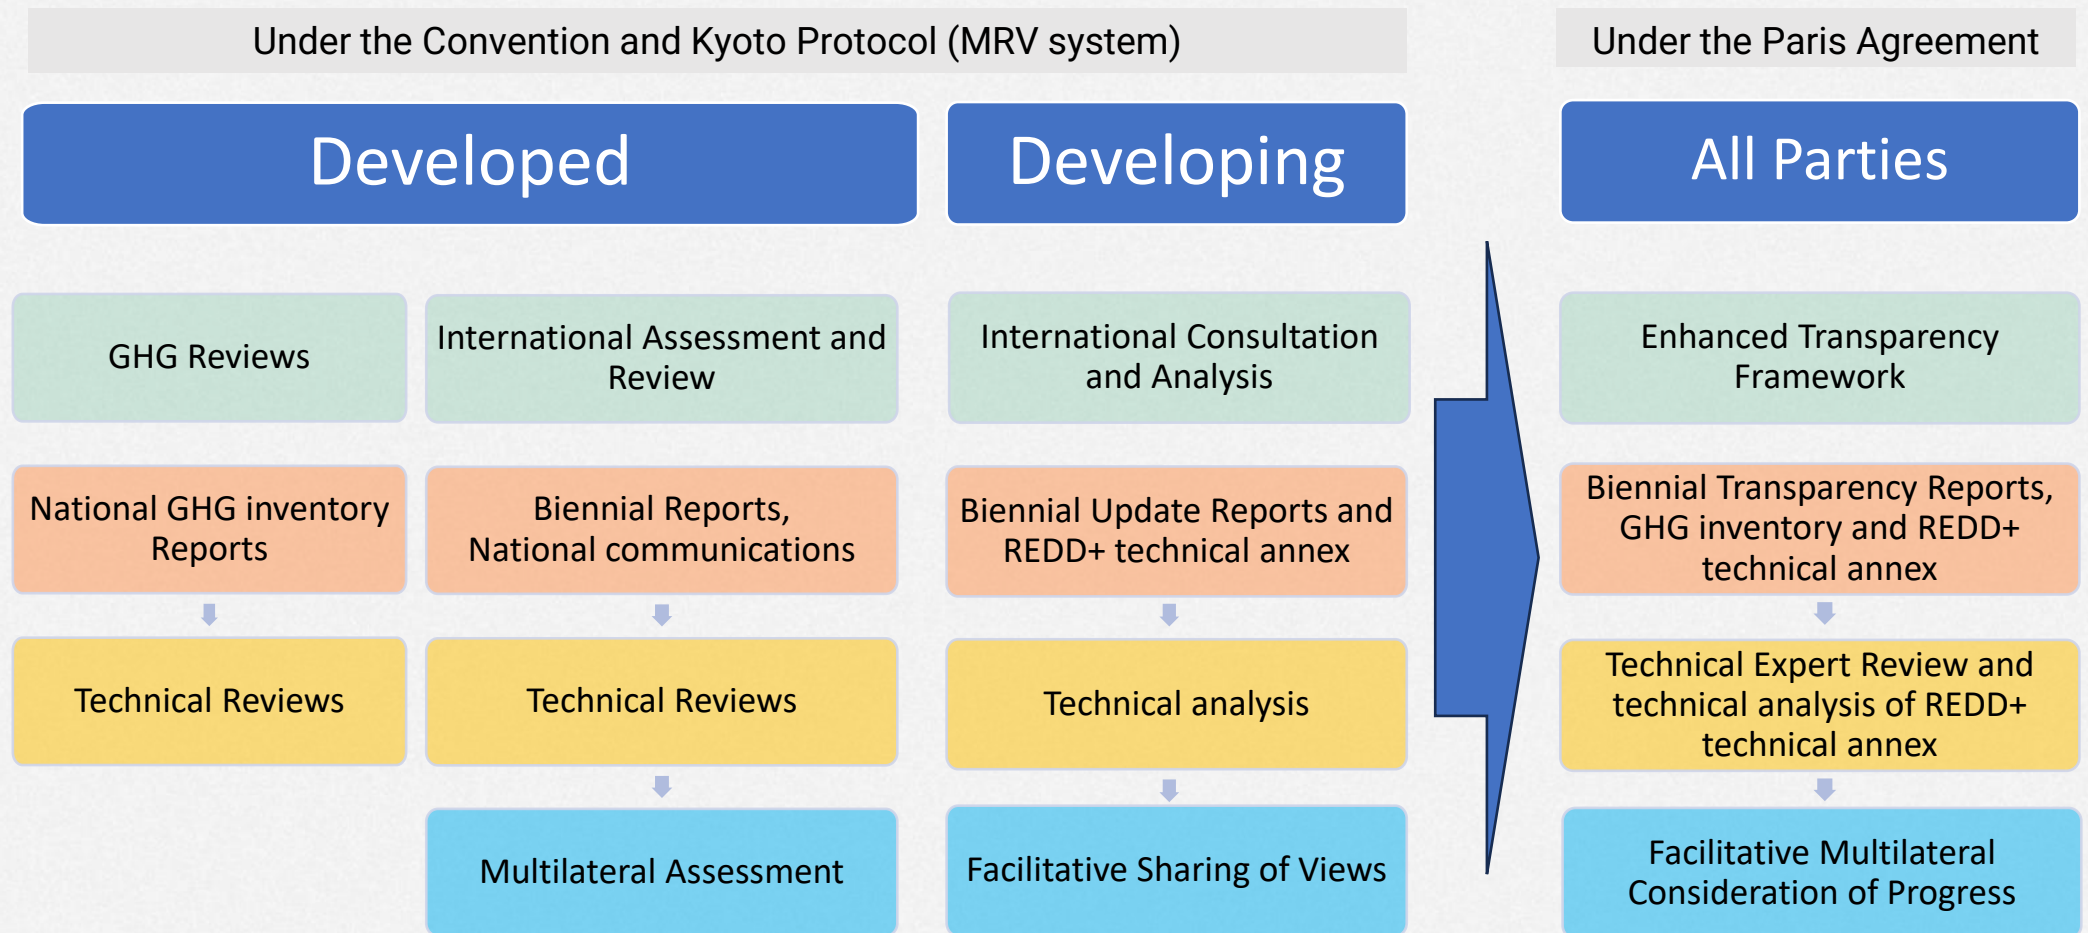 Under the Convention and Kyoto Protocol (MRV system)
Under the Paris Agreement
Developed
Developing
All Parties
GHG Reviews
International Assessment and
Review
International Consultation
and Analysis
Enhanced Transparency
Framework
National GHG inventory
Reports
Biennial Reports,
National communications
Biennial Update Reports and
REDD+ technical annex
Biennial Transparency Reports,
GHG inventory and REDD+
technical annex
Technical Reviews
Technical Reviews
Technical analysis
Technical Expert Review and
technical analysis of REDD+
technical annex
Multilateral Assessment
Facilitative Sharing of Views
Facilitative Multilateral
Consideration of Progress